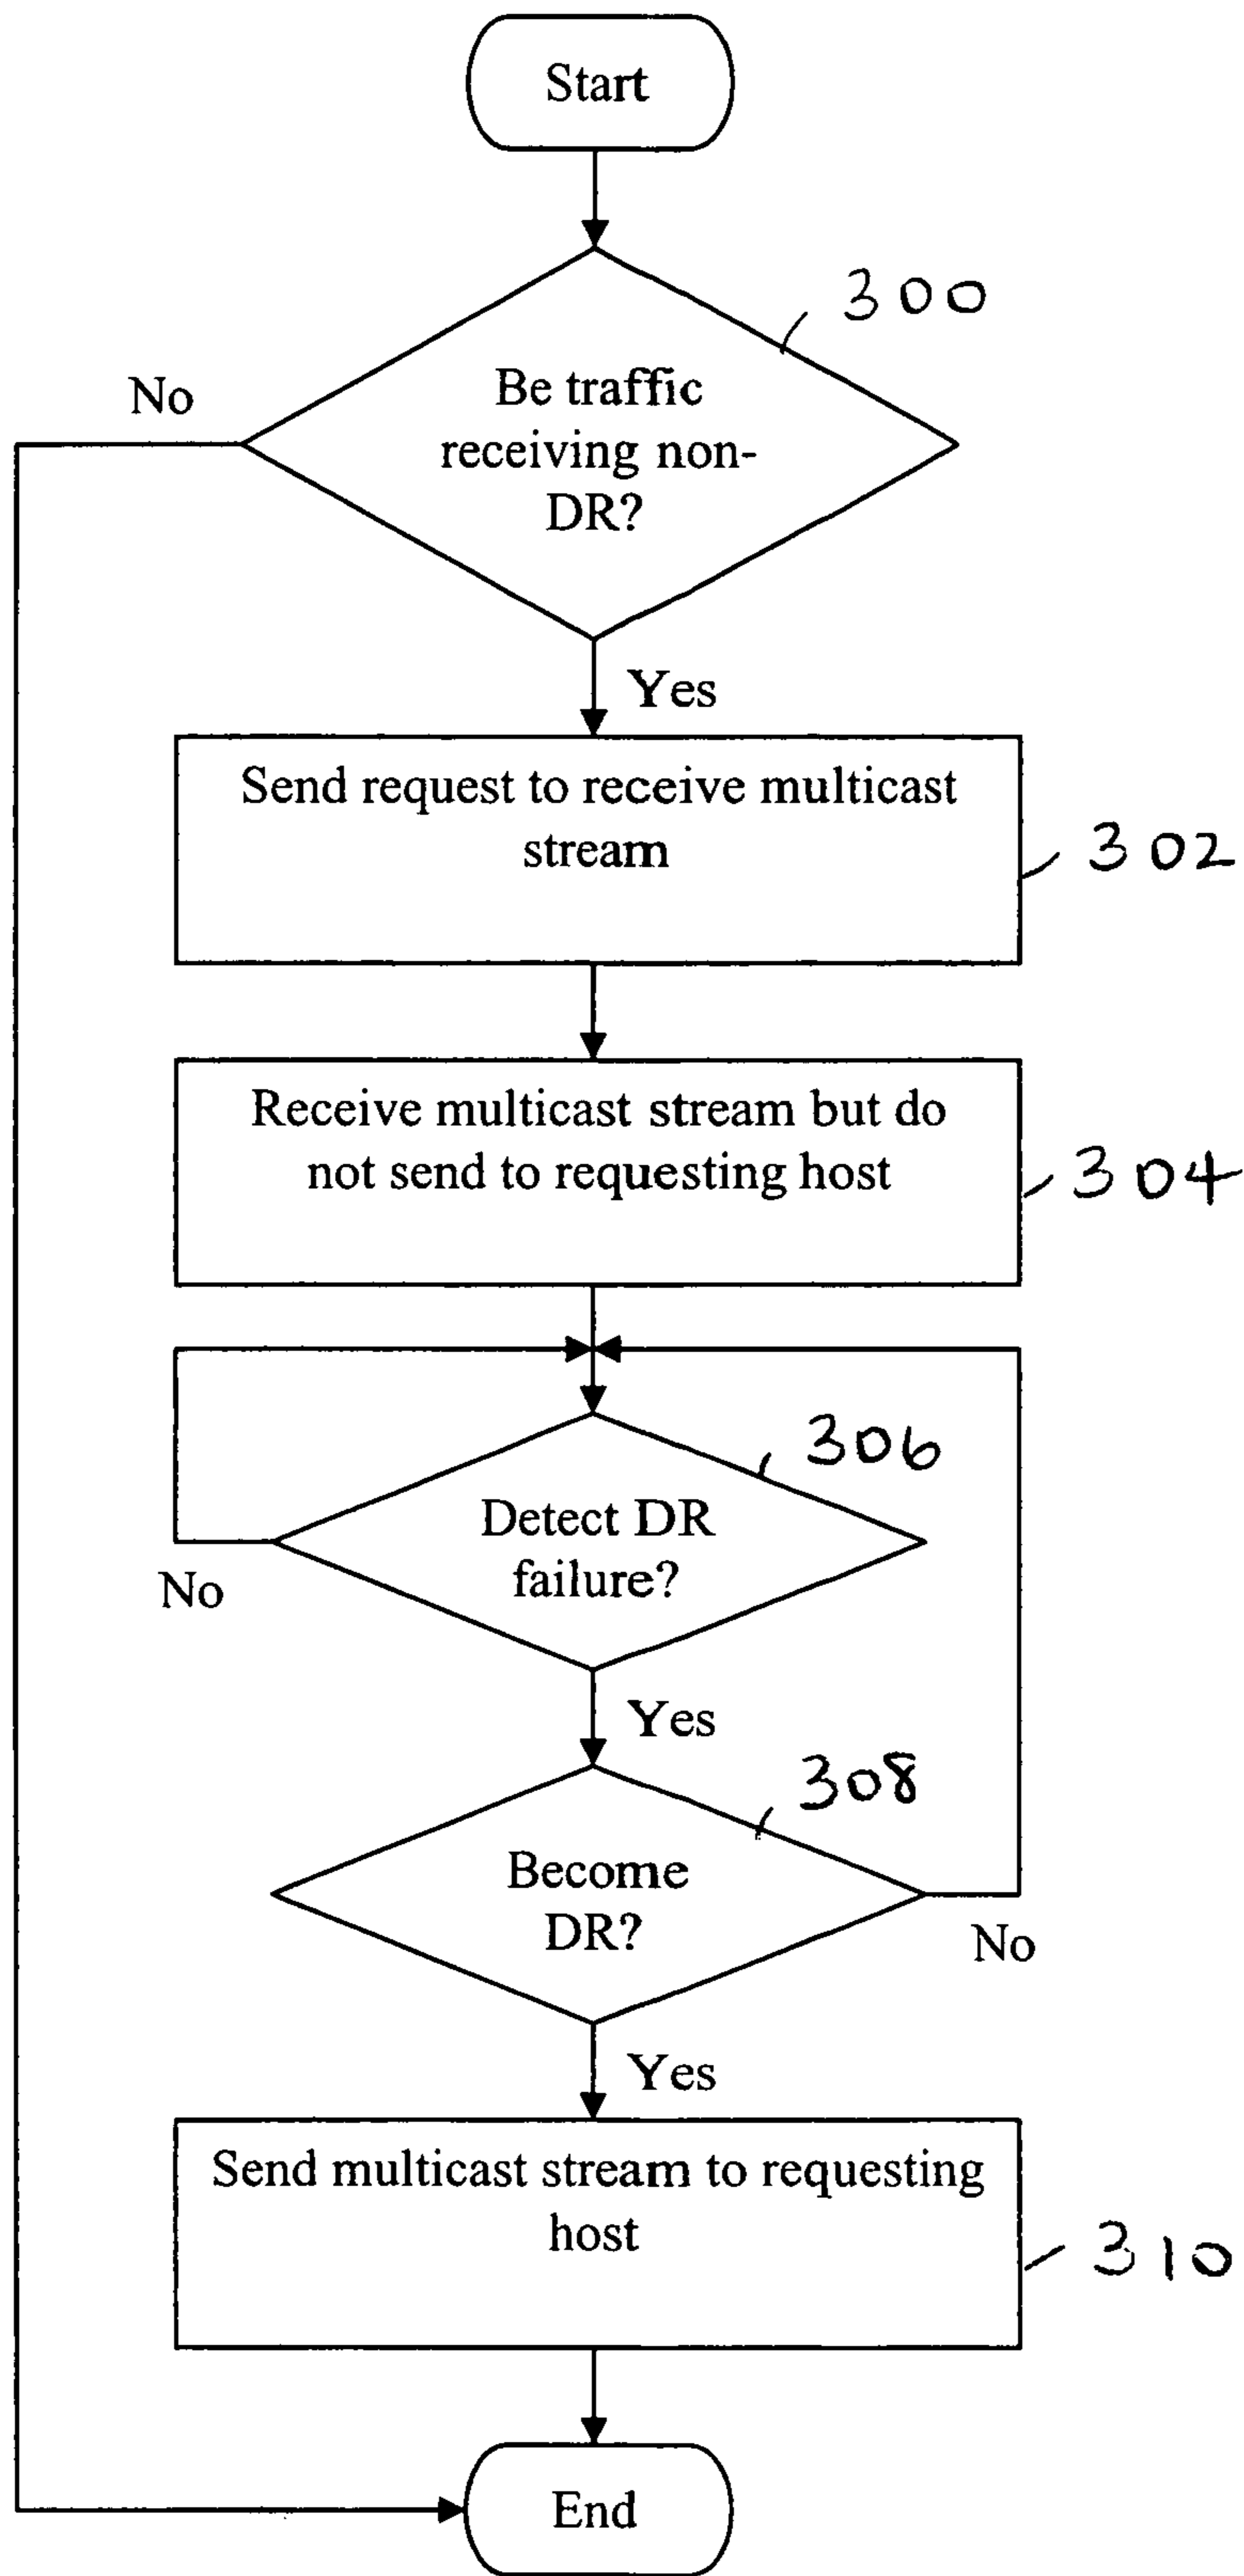 Start
300
No
Be traffic
receiving non-
DR?
Yes
Send request to receive multicast
stream
302
Receive multicast stream but do
not send to requesting host
304
306
Detect DR
failure?
No
Yes
308
Become
DR?
No
Yes
Send multicast stream to requesting
host
310
End